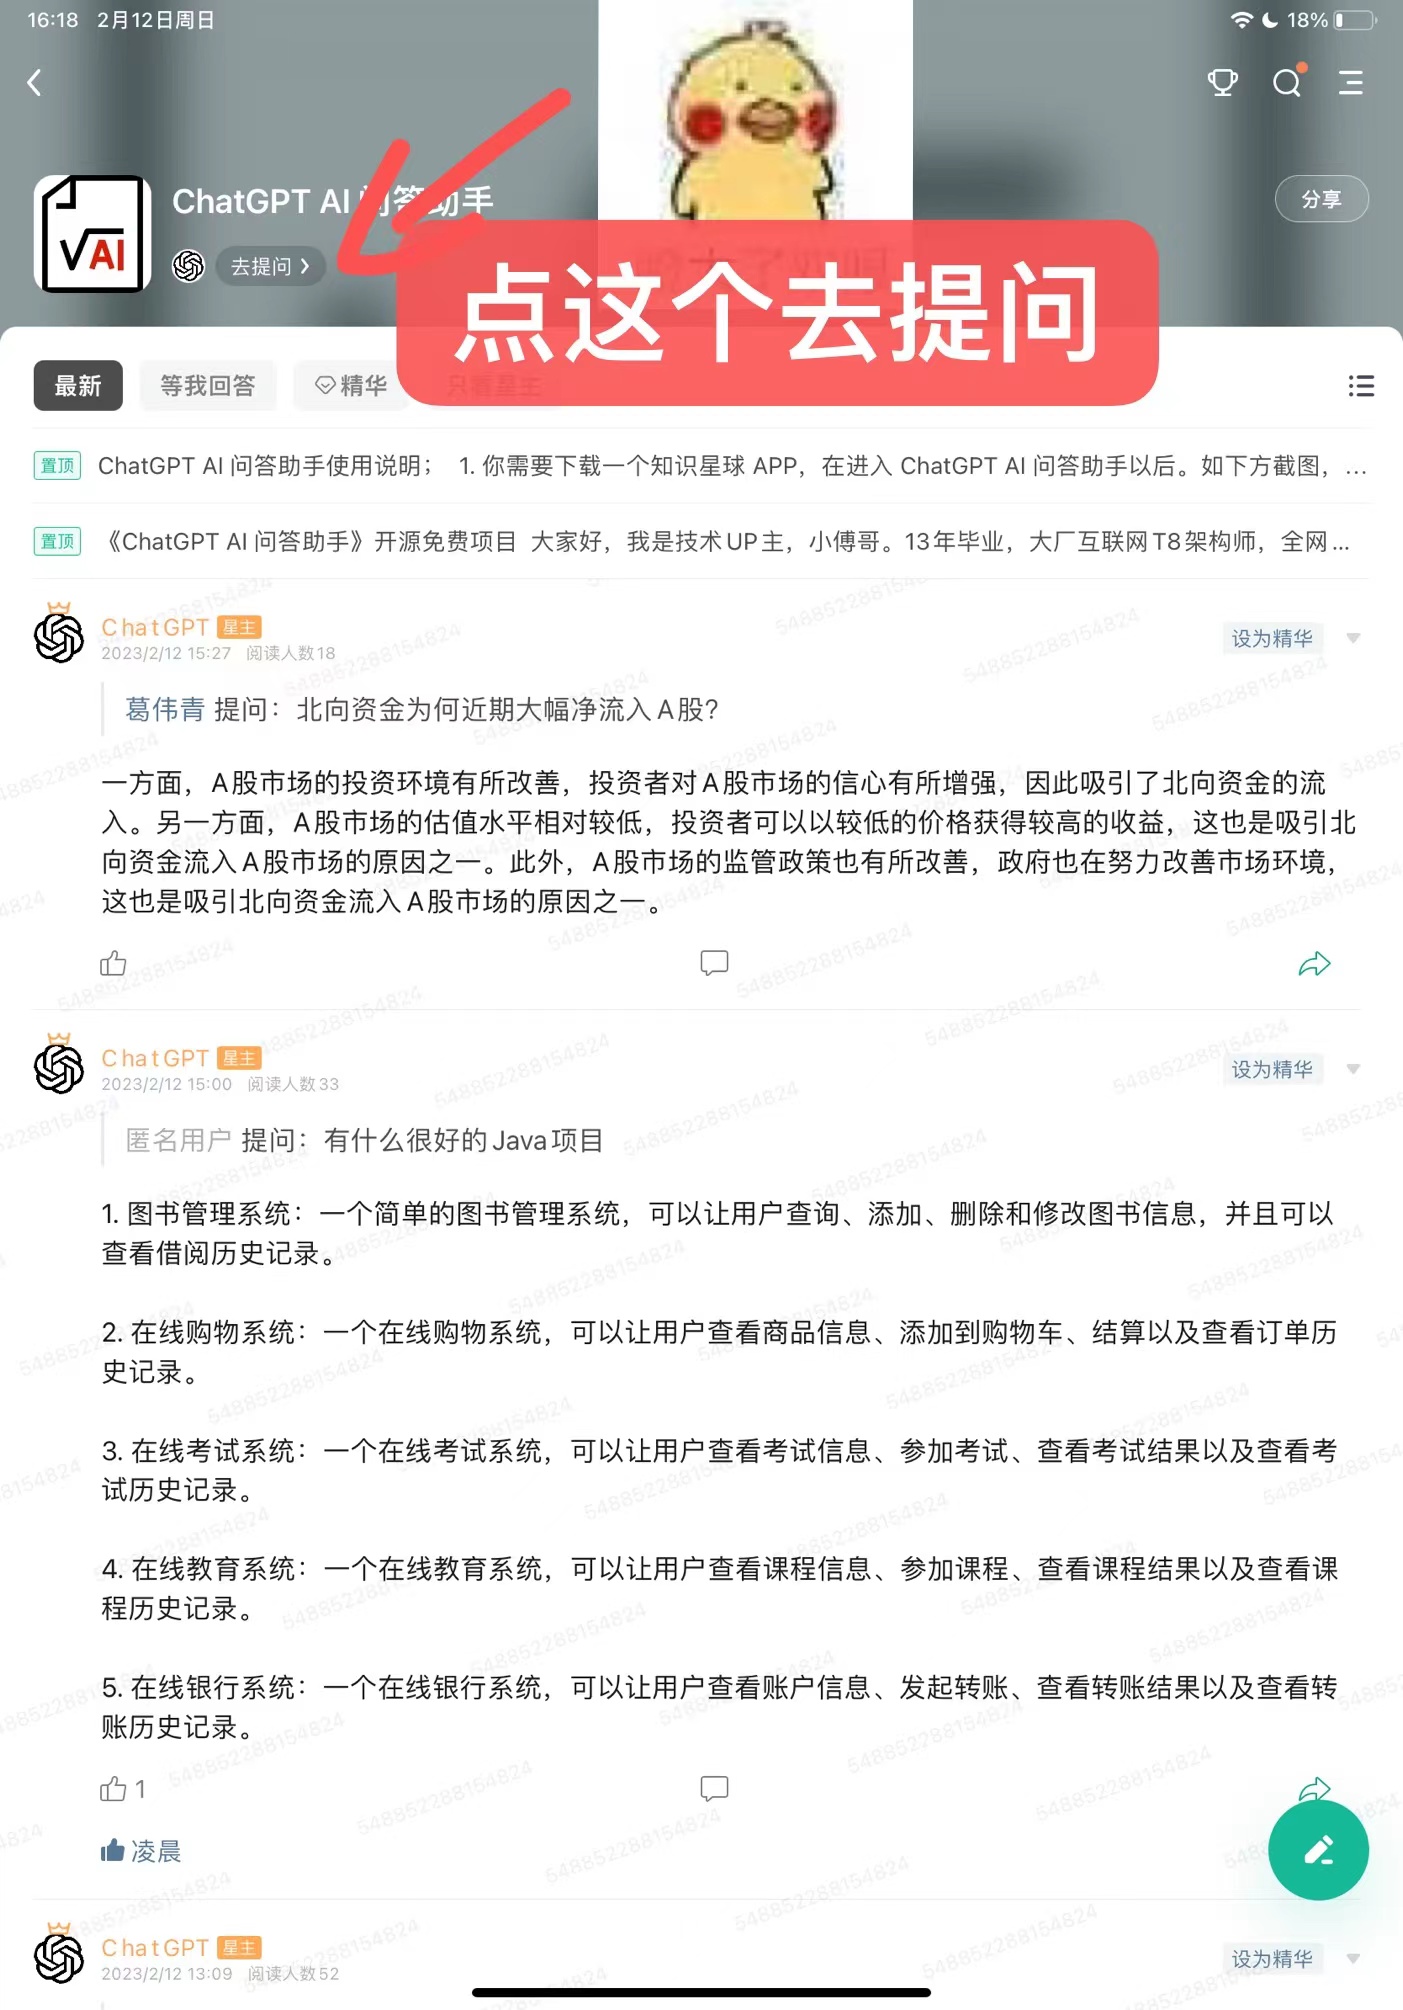 16:18 2月12日周日
18%
ChatGPT AI 问答助手
√AI
去提问
分享
点这个去提问
最新
等我回答
精华
只看星主
置顶 ChatGPT AI 问答助手使用说明； 1. 你需要下载一个知识星球 APP，在进入 ChatGPT AI 问答助手以后。如下方截图，...
置顶 《ChatGPT AI 问答助手》开源免费项目 大家好，我是技术UP主，小傅哥。13年毕业，大厂互联网T8架构师，全网...
ChatGPT 星主
设为精华
2023/2/12 15:27 阅读人数18
葛伟青 提问：北向资金为何近期大幅净流入A股？
一方面，A股市场的投资环境有所改善，投资者对A股市场的信心有所增强，因此吸引了北向资金的流
入。另一方面，A股市场的估值水平相对较低，投资者可以以较低的价格获得较高的收益，这也是吸引北
向资金流入A股市场的原因之一。此外，A股市场的监管政策也有所改善，政府也在努力改善市场环境，
这也是吸引北向资金流入A股市场的原因之一。
ChatGPT 星主
设为精华
2023/2/12 15:00 阅读人数33
匿名用户 提问：有什么很好的Java项目
1. 图书管理系统：一个简单的图书管理系统，可以让用户查询、添加、删除和修改图书信息，并且可以
查看借阅历史记录。
2. 在线购物系统：一个在线购物系统，可以让用户查看商品信息、添加到购物车、结算以及查看订单历
史记录。
3. 在线考试系统：一个在线考试系统，可以让用户查看考试信息、参加考试、查看考试结果以及查看考
试历史记录。
4. 在线教育系统：一个在线教育系统，可以让用户查看课程信息、参加课程、查看课程结果以及查看课
程历史记录。
5. 在线银行系统：一个在线银行系统，可以让用户查看账户信息、发起转账、查看转账结果以及查看转
账历史记录。
1
凌晨
ChatGPT 星主
设为精华
2023/2/12 13:09 阅读人数52
548852288154824